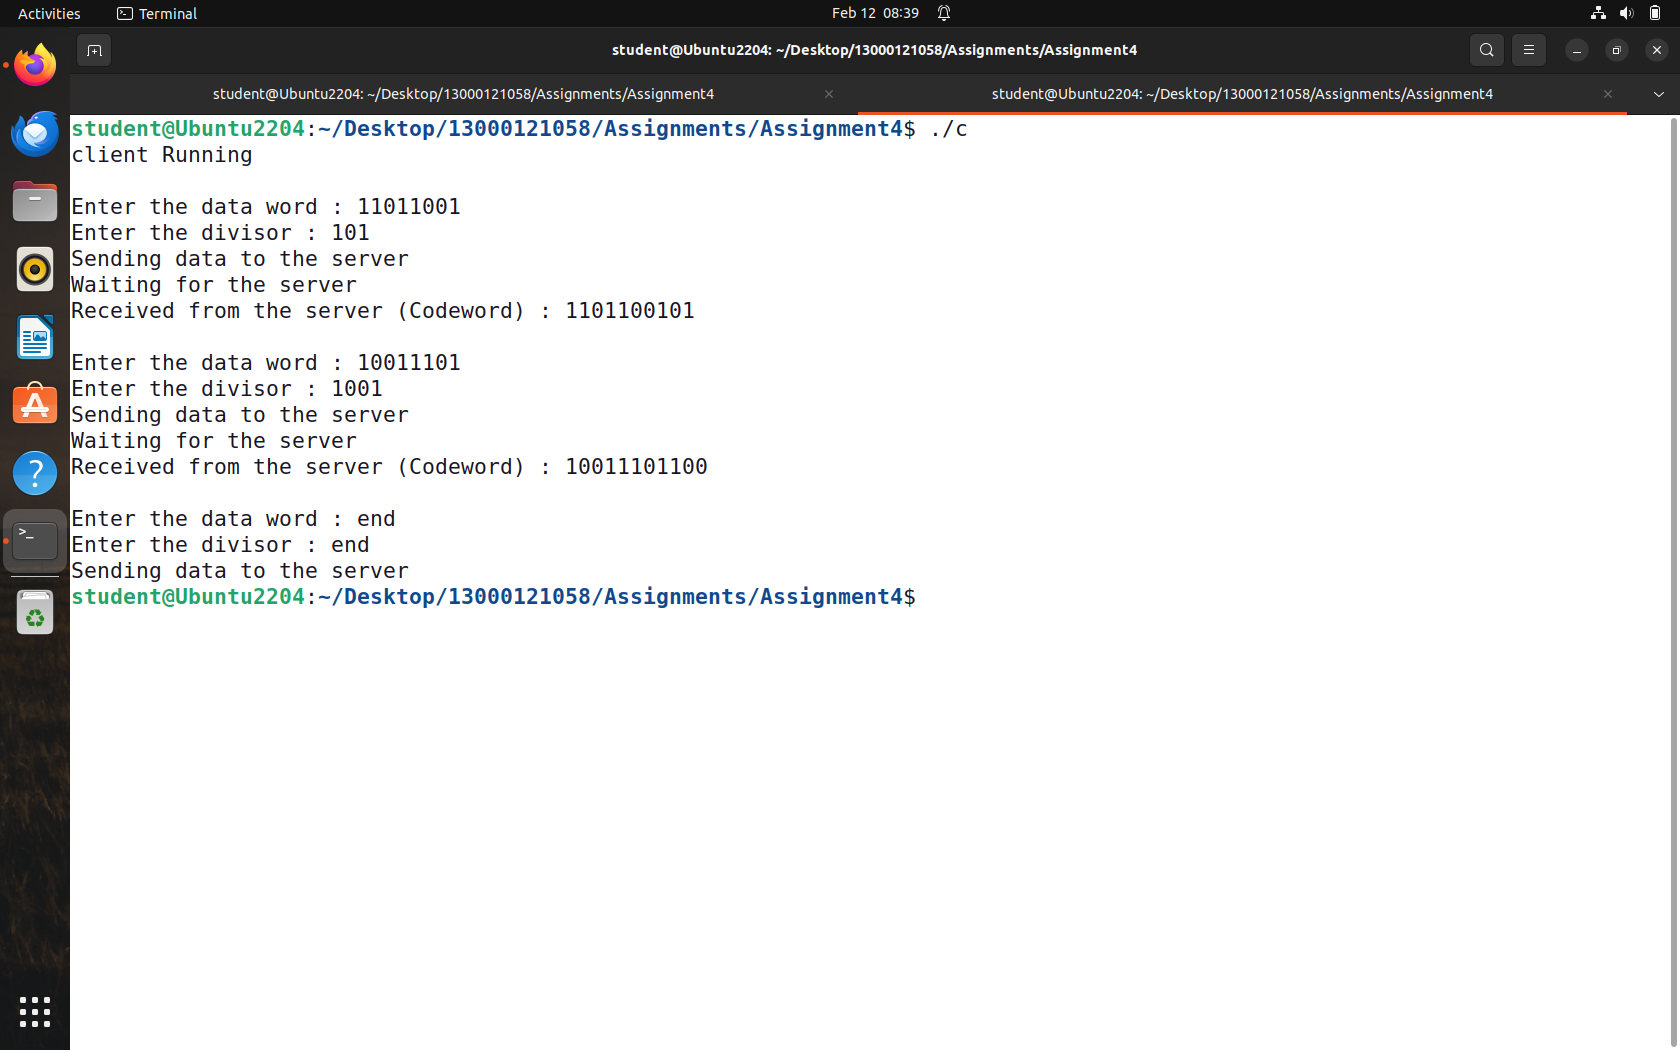 Activities Terminal Feb 12 08:39
student@Ubuntu2204: ~/Desktop/13000121058/Assignments/Assignment4
student@Ubuntu2204: ~/Desktop/13000121058/Assignments/Assignment4 student@Ubuntu2204: ~/Desktop/13000121058/Assignments/Assignment4
student@Ubuntu2204:~/Desktop/13000121058/Assignments/Assignment4$ ./c
client Running
Enter the data word : 11011001
Enter the divisor : 101
Sending data to the server
Waiting for the server
Received from the server (Codeword) : 1101100101
Enter the data word : 10011101
Enter the divisor : 1001
Sending data to the server
Waiting for the server
Received from the server (Codeword) : 10011101100
Enter the data word : end
Enter the divisor : end
Sending data to the server
student@Ubuntu2204:~/Desktop/13000121058/Assignments/Assignment4$